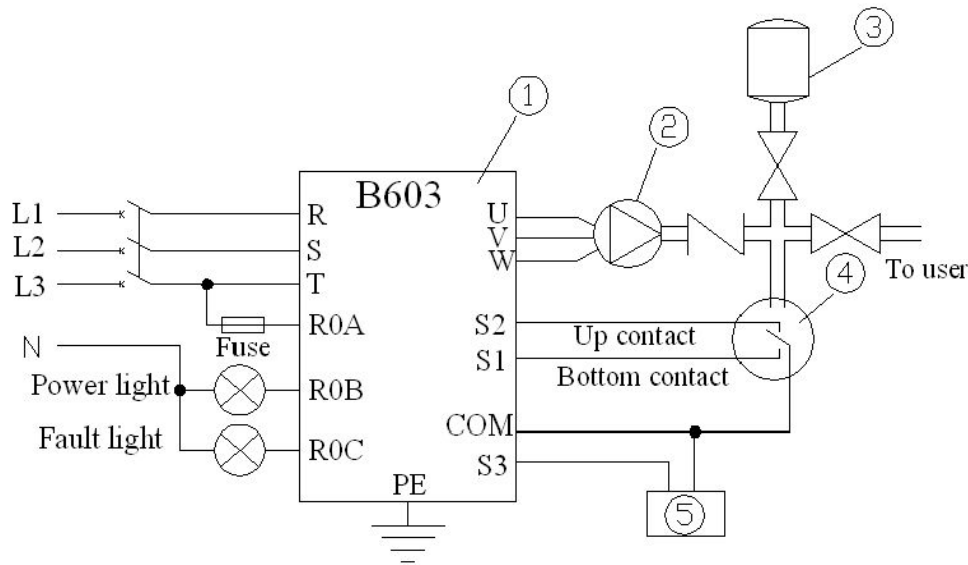 ③
①
②
B603
L1
R
U
L2
S
V
L3
T
W
To user
④
R0A
S2
Up contact
N
Fuse
S1
Bottom contact
Power light
R0B
COM
Fault light
R0C
S3
PE
⑤